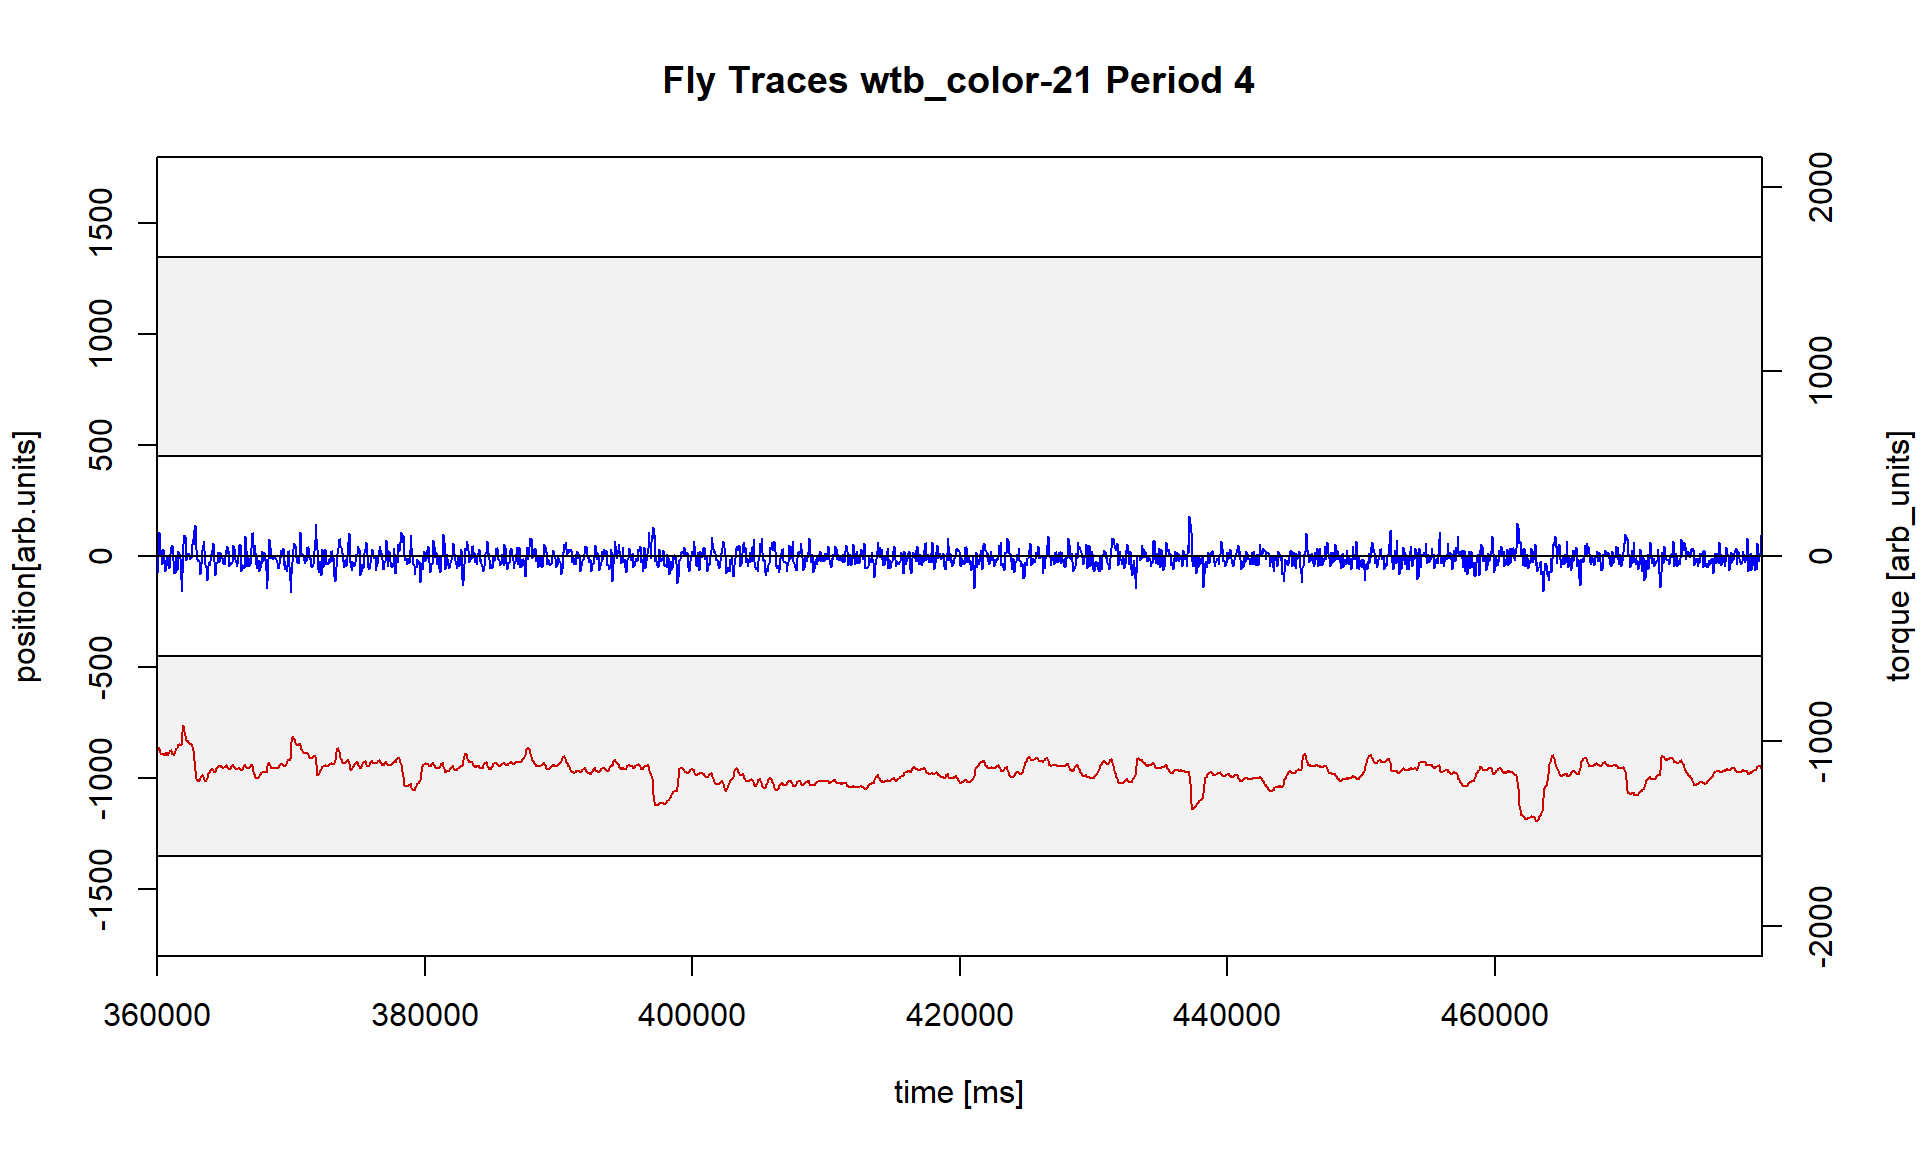 Fly Traces wtb_color-21 Period 4
position[arb.units]
1500
1000
500
0
-500
-1000
-1500
2000
1000
0
-1000
-2000
torque [arb_units]
360000 380000 400000 420000 440000 460000
time [ms]